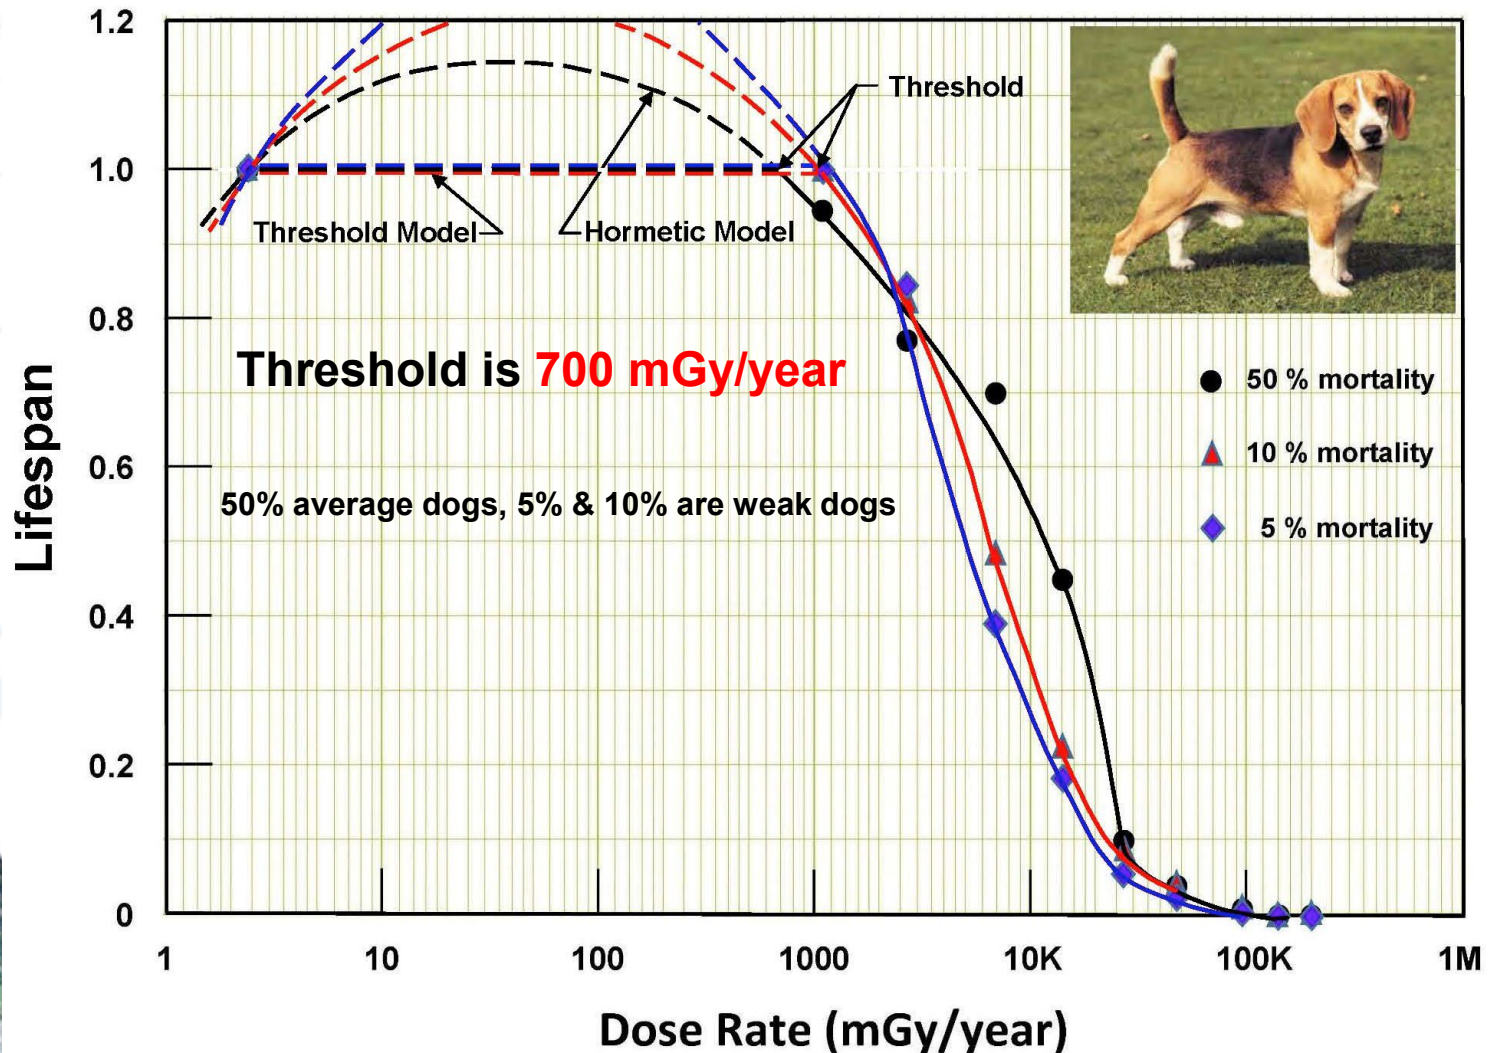 1.2
1.0
0.8
0.6
0.4
0.2
0
Lifespan
Threshold
Threshold Model
Hormetic Model
Threshold is 700 mGy/year
50% average dogs, 5% & 10% are weak dogs
50 % mortality
10 % mortality
5 % mortality
1 10 100 1000 10K 100K 1M
Dose Rate (mGy/year)